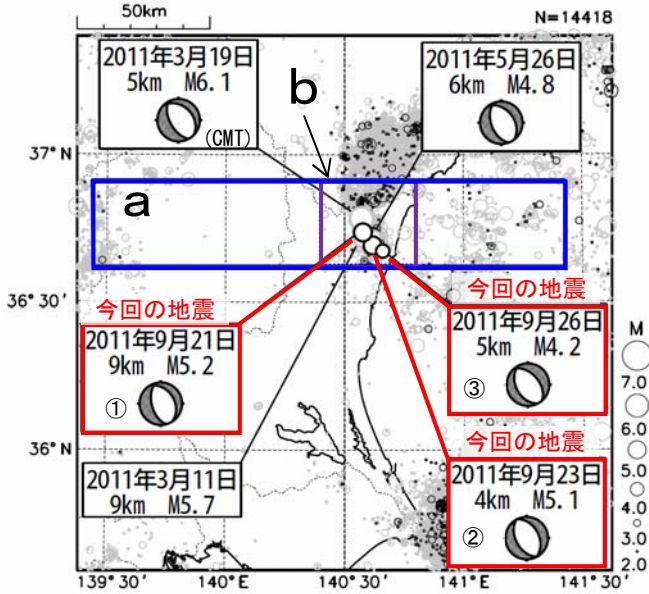 50km
N=14418
2011年3月19日
5km M6.1
(CMT)
b
2011年5月26日
6km M4.8
37°N
a
36°30′
今回の地震
2011年9月21日
9km M5.2
①
今回の地震
2011年9月26日
5km M4.2
③
M
7.0
6.0
5.0
4.0
3.0
2.0
36°N
2011年3月11日
9km M5.7
今回の地震
2011年9月23日
4km M5.1
②
139°30′
140°E
140°30′
141°E
141°30′